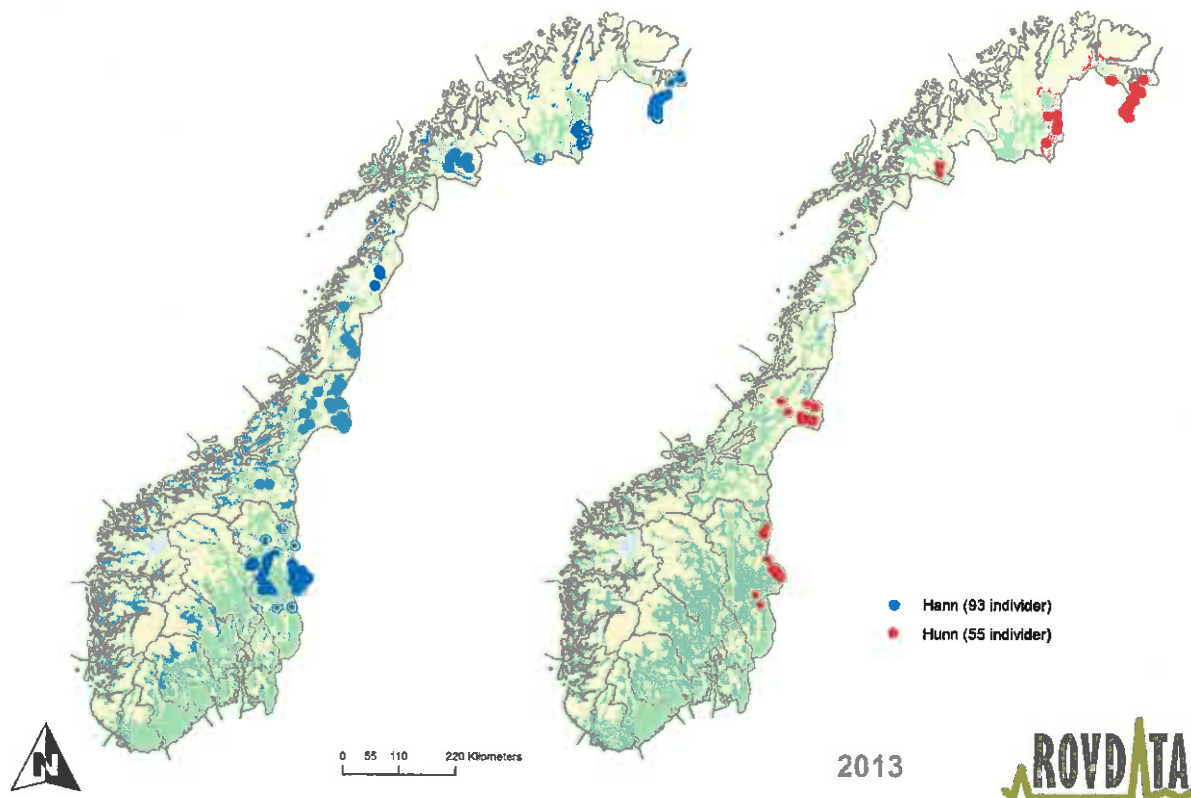 Hann (93 individer)
Hunn (55 individer)
N
0 55 110 220 Kilometers
2013
ROVDATA